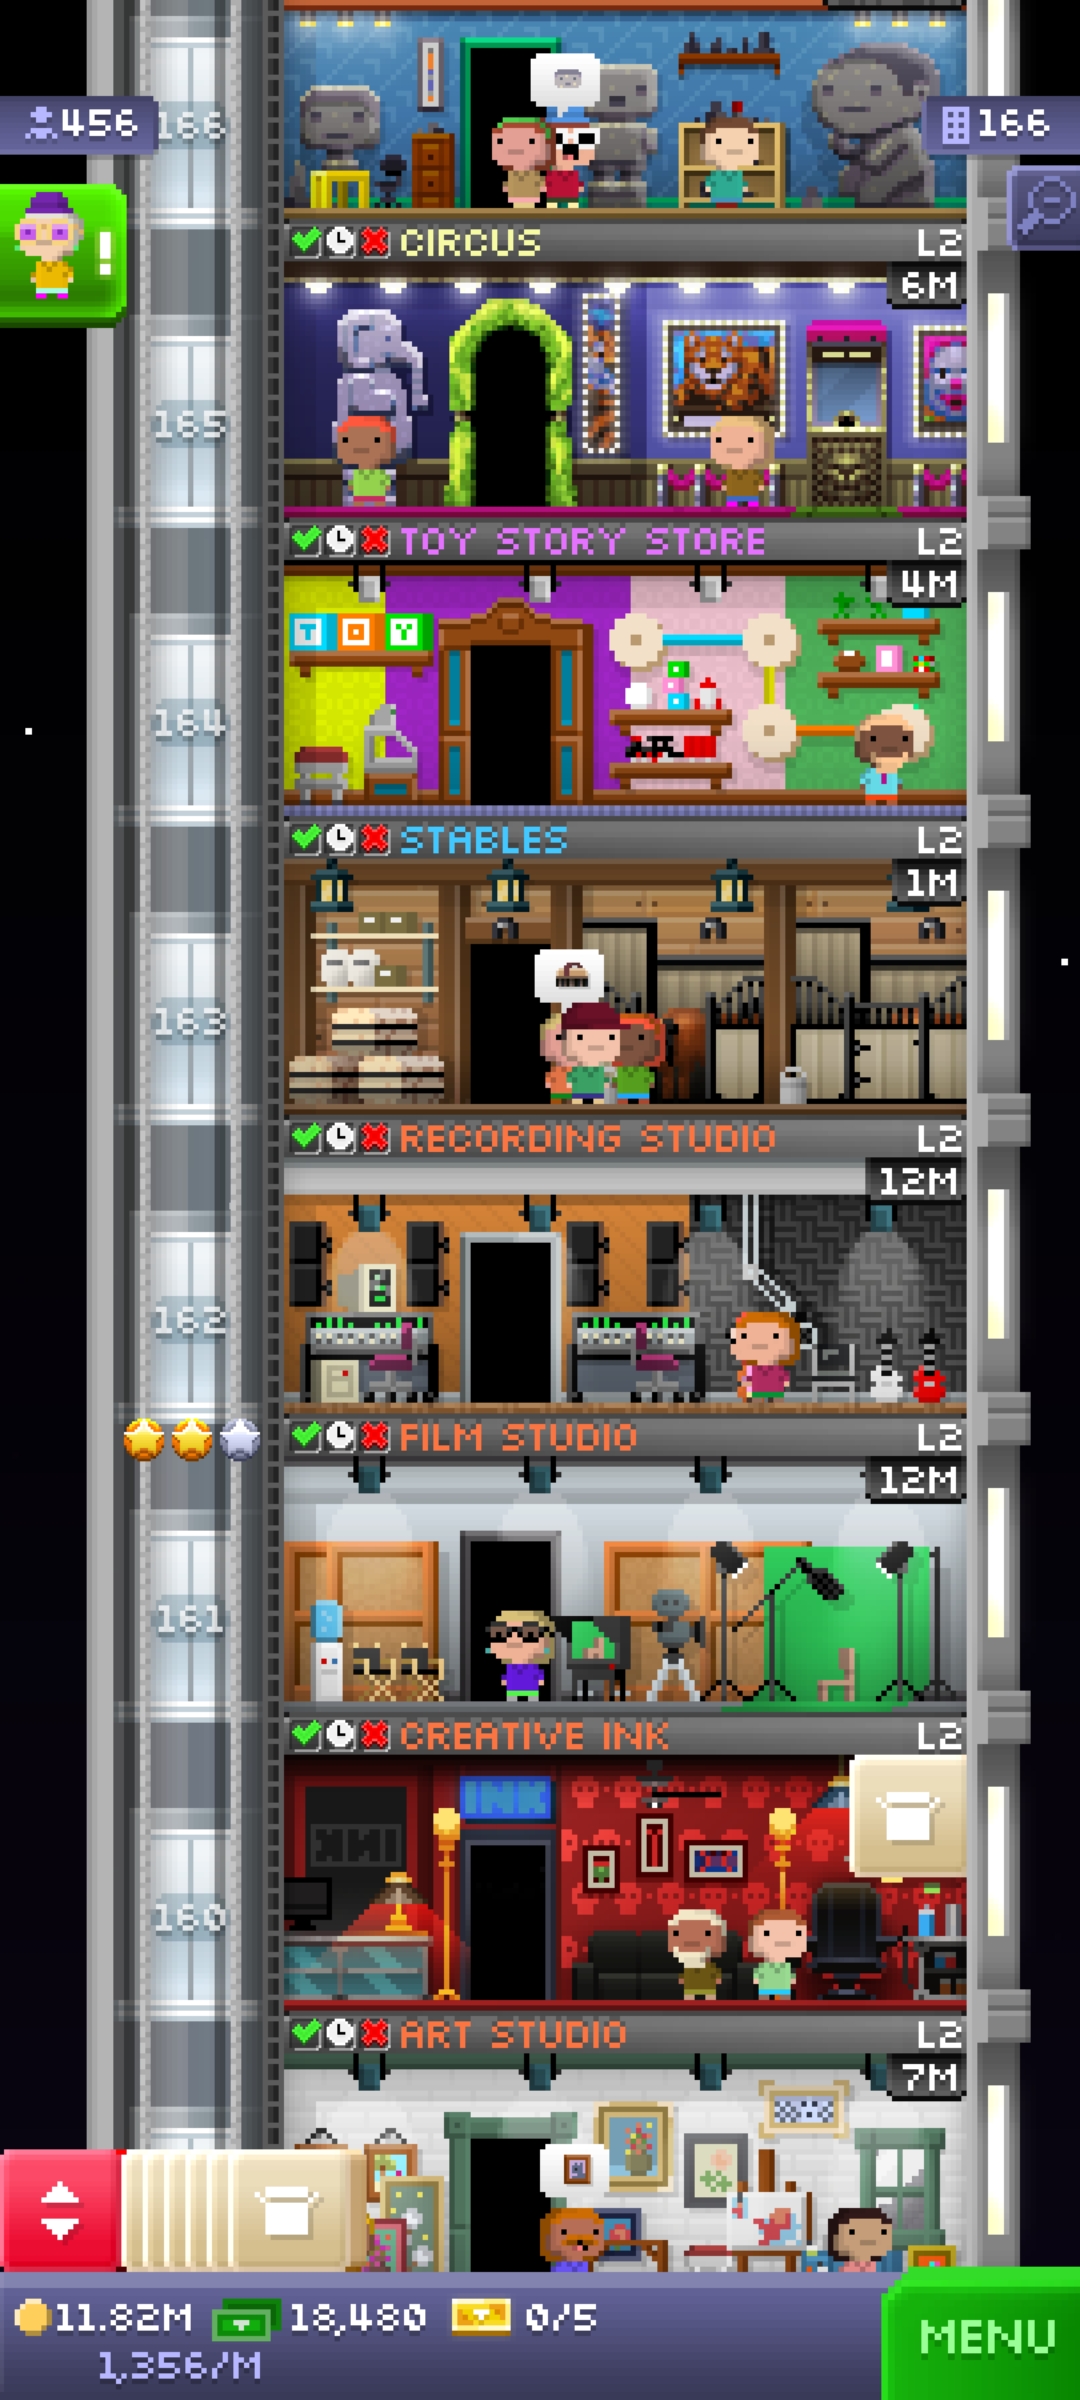 456
166
166
CIRCUS L2
6M
165
TOY STORY STORE L2
4M
TOY
164
STABLES L2
1M
163
RECORDING STUDIO L2
12M
162
FILM STUDIO L2
12M
161
CREATIVE INK L2
INK
160
ART STUDIO L2
7M
11.82M 18,480 0/5
1,356/M
MENU